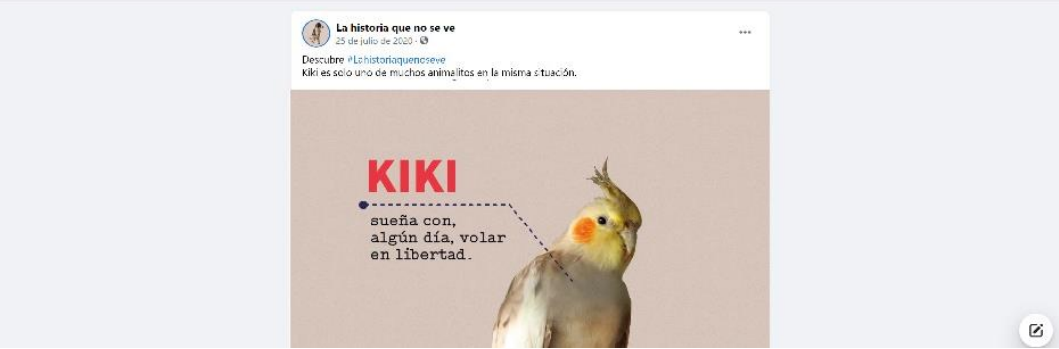 La historia que no se ve
25 de julio de 2020 ·
Descubre #Lahistoriaquenoseve
Kiki es solo uno de muchos animalitos en la misma situación.
KIKI
sueña con,
algún día, volar
en libertad.